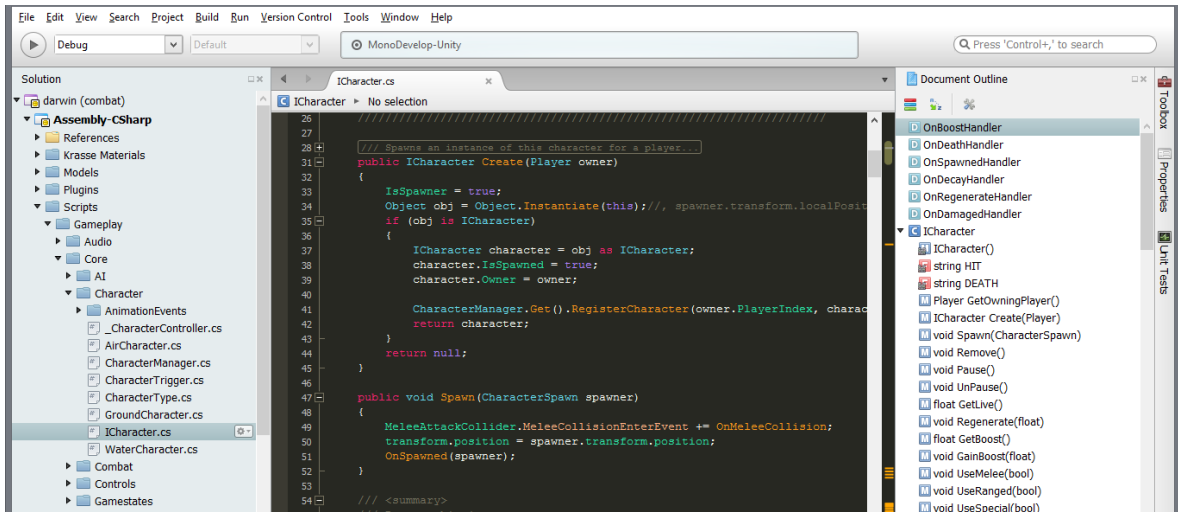 File Edit View Search Project Build Run Version Control Tools Window Help
Debug Default MonoDevelop-Unity Press 'Control+,' to search
Solution
darwin (combat)
Assembly-CSharp
References
Krasse Materials
Models
Plugins
Scripts
Gameplay
Audio
Core
AI
Character
AnimationEvents
_CharacterController.cs
AirCharacter.cs
CharacterManager.cs
CharacterTrigger.cs
CharacterType.cs
GroundCharacter.cs
ICharacter.cs
WaterCharacter.cs
Combat
Controls
Gamestates
ICharacter.cs
ICharacter No selection
26 ////////////////////////////////////////////////////////////////////
27
28 /// Spawns an instance of this character for a player...
31 public ICharacter Create(Player owner)
32 {
33 IsSpawner = true;
34 Object obj = Object.Instantiate(this);//, spawner.transform.localPosit
35 if (obj is ICharacter)
36 {
37 ICharacter character = obj as ICharacter;
38 character.IsSpawned = true;
39 character.Owner = owner;
40
41 CharacterManager.Get().RegisterCharacter(owner.PlayerIndex, charac
42 return character;
43 }
44 return null;
45 }
46
47 public void Spawn(CharacterSpawn spawner)
48 {
49 MeleeAttackCollider.MeleeCollisionEnterEvent += OnMeleeCollision;
50 transform.position = spawner.transform.position;
51 OnSpawned(spawner);
52 }
53
54 /// <summary>
Document Outline
OnBoostHandler
OnDeathHandler
OnSpawnedHandler
OnDecayHandler
OnRegenerateHandler
OnDamagedHandler
ICharacter
ICharacter()
string HIT
string DEATH
Player GetOwningPlayer()
ICharacter Create(Player)
void Spawn(CharacterSpawn)
void Remove()
void Pause()
void UnPause()
float GetLive()
void Regenerate(float)
float GetBoost()
void GainBoost(float)
void UseMelee(bool)
void UseRanged(bool)
void UseSpecial(bool)
Toolbox
Properties
Unit Tests